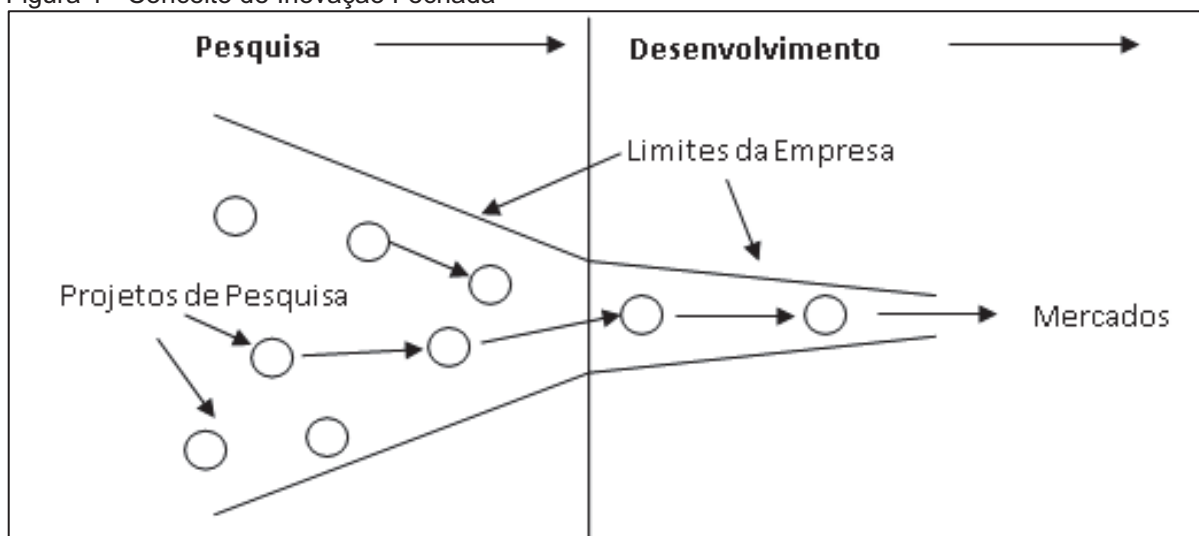 Figura 1 - Conceito de Inovação Fechada
Pesquisa
Desenvolvimento
Limites da Empresa
Projetos de Pesquisa
Mercados